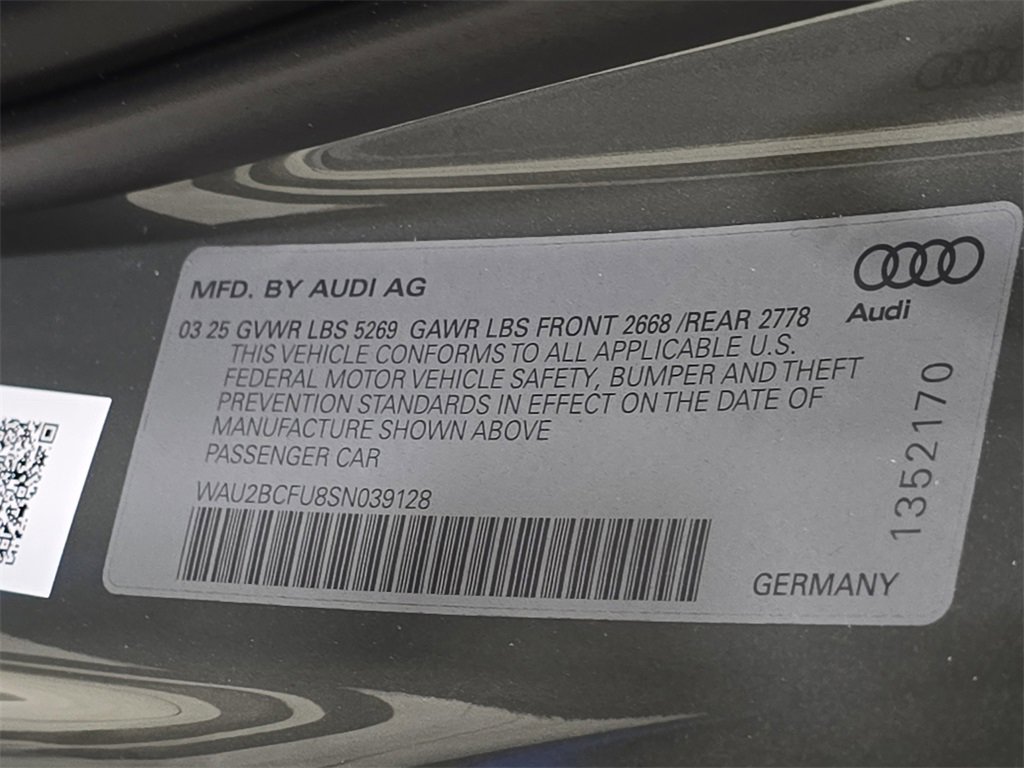 MFD. BY AUDI AG
Audi
03 25 GVWR LBS 5269 GAWR LBS FRONT 2668 /REAR 2778
THIS VEHICLE CONFORMS TO ALL APPLICABLE U.S.
FEDERAL MOTOR VEHICLE SAFETY, BUMPER AND THEFT
PREVENTION STANDARDS IN EFFECT ON THE DATE OF
MANUFACTURE SHOWN ABOVE
PASSENGER CAR
WAU2BCFU8SN039128
GERMANY
1352170